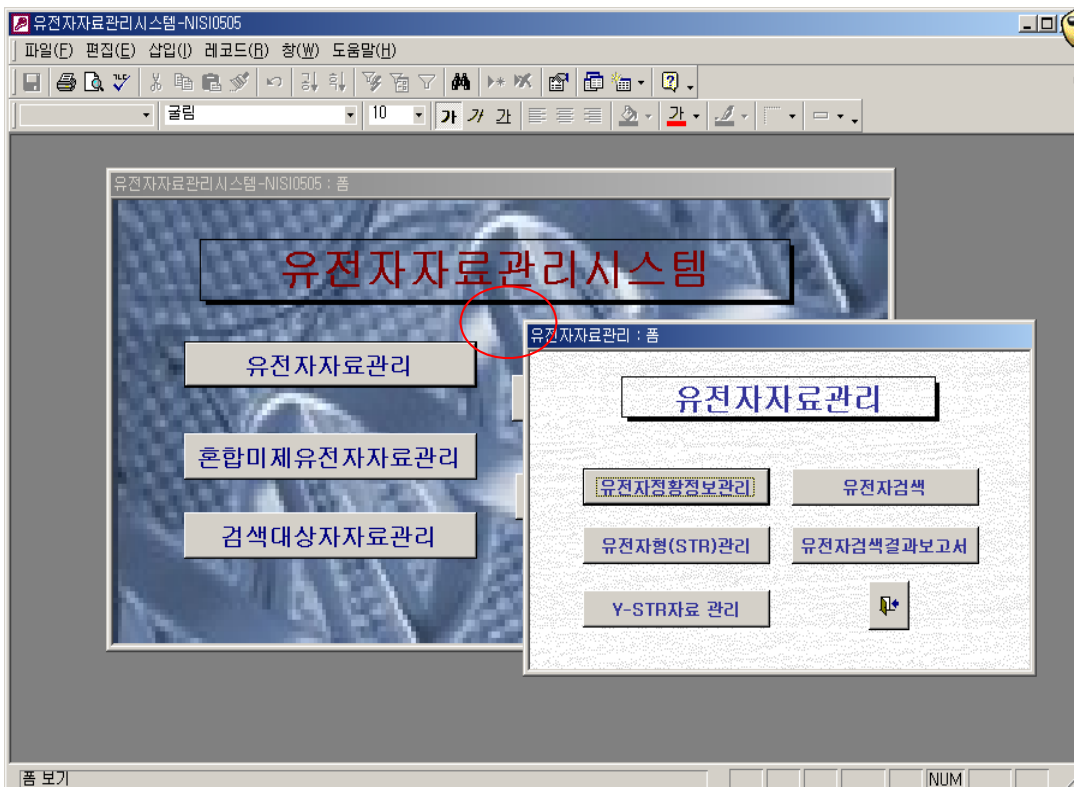 유전자자료관리시스템-NISI0505
파일(F) 편집(E) 삽입(I) 레코드(R) 창(W) 도움말(H)
굴림 10 가 가 가 가
유전자자료관리시스템-NISI0505 : 폼
유전자자료관리시스템
유전자자료관리
혼합미제유전자자료관리
검색대상자자료관리
유전자자료관리 : 폼
유전자자료관리
유전자정황정보관리 유전자검색
유전자형(STR)관리 유전자검색결과보고서
Y-STR자료 관리
폼 보기 NUM